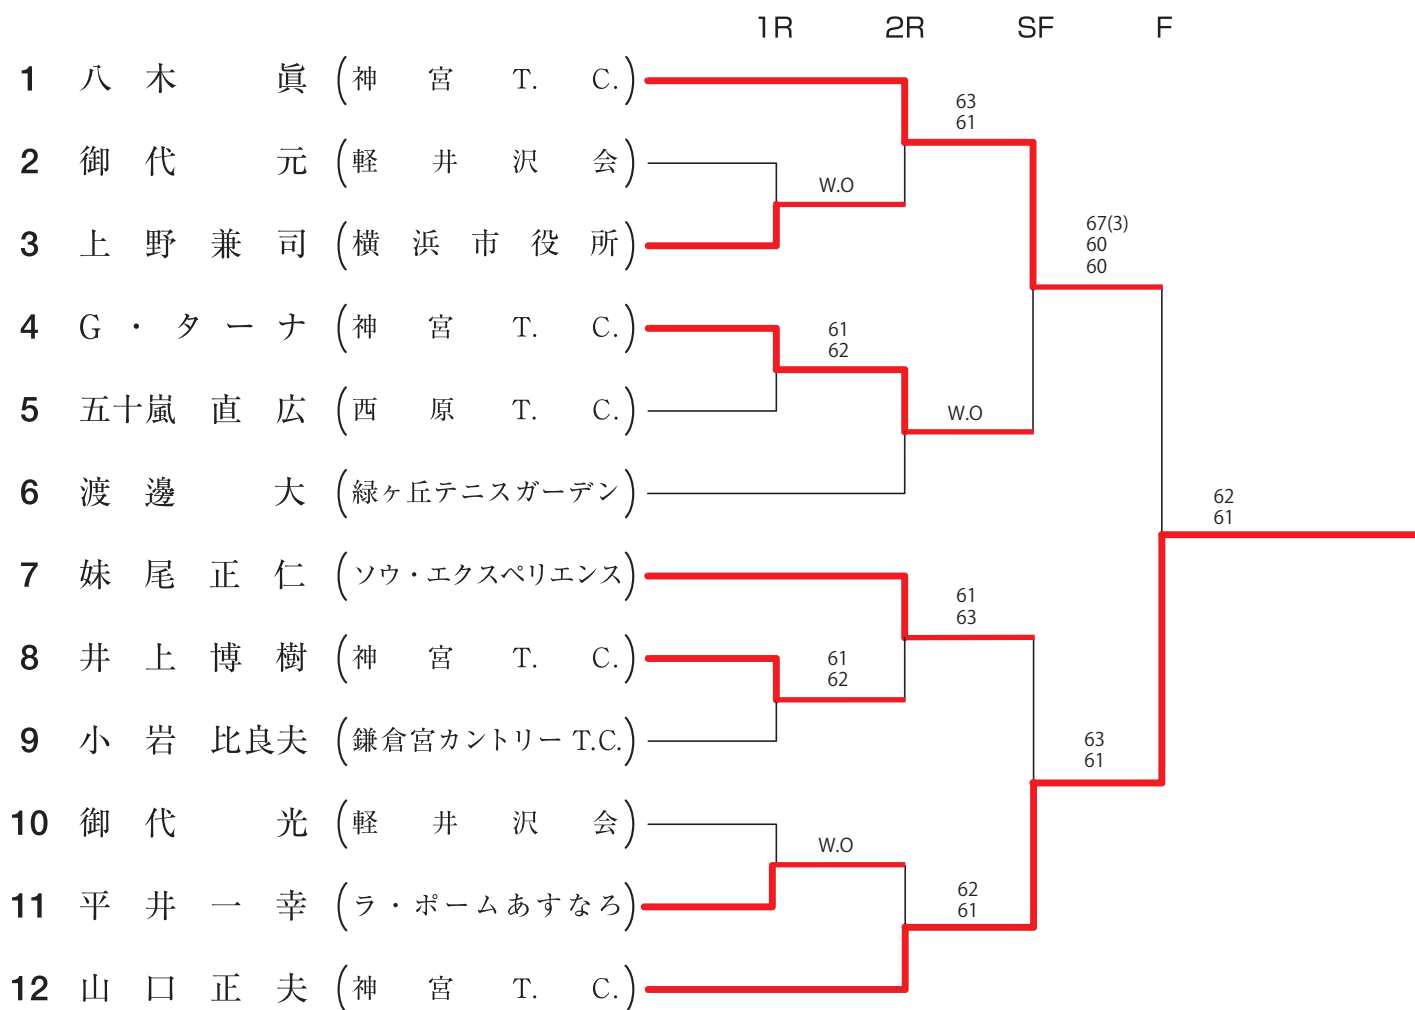 1R 2R SF F
1 八木 眞 (神宮T.C.)
63
61
2 御代 元 (軽井沢会)
W.O
3 上野兼司 (横浜市役所)
67(3)
60
60
4 G・ターナ (神宮T.C.)
61
62
5 五十嵐直広 (西原T.C.)
W.O
6 渡邊 大 (緑ヶ丘テニスガーデン)
62
61
7 妹尾正仁 (ソウ・エクスペリエンス)
61
63
8 井上博樹 (神宮T.C.)
61
62
9 小岩比良夫 (鎌倉宮カントリーT.C.)
63
61
10 御代 光 (軽井沢会)
W.O
11 平井一幸 (ラ・ポームあすなろ)
62
61
12 山口正夫 (神宮T.C.)